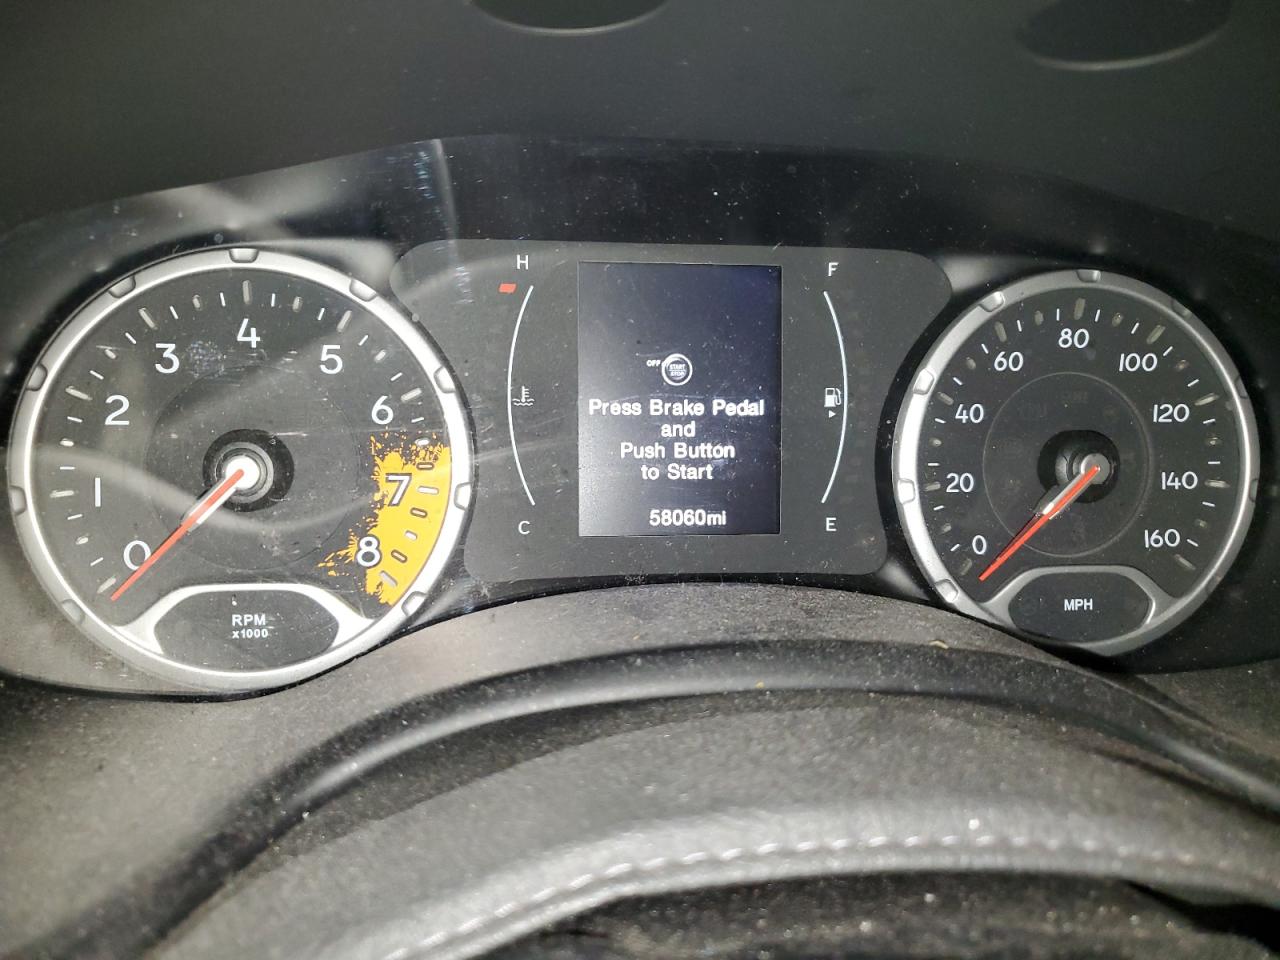 0
1
2
3
4
5
6
7
8
RPM
x1000
H
C
OFF
START
STOP
Press Brake Pedal
and
Push Button
to Start
58060mi
F
E
0
20
40
60
80
100
120
140
160
MPH